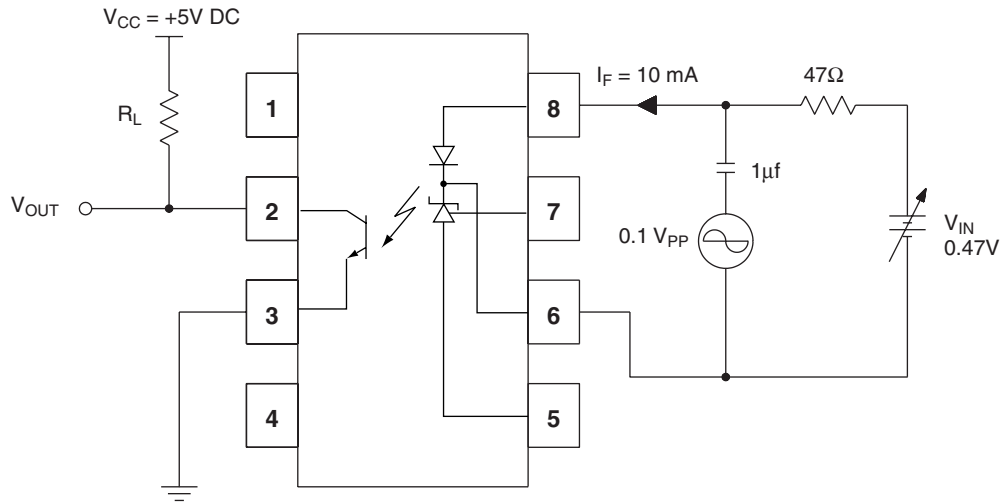 V_CC = +5V DC
R_L
V_OUT
1
2
3
4
8
7
6
5
I_F = 10 mA
47Ω
1μf
0.1 V_PP
V_IN
0.47V